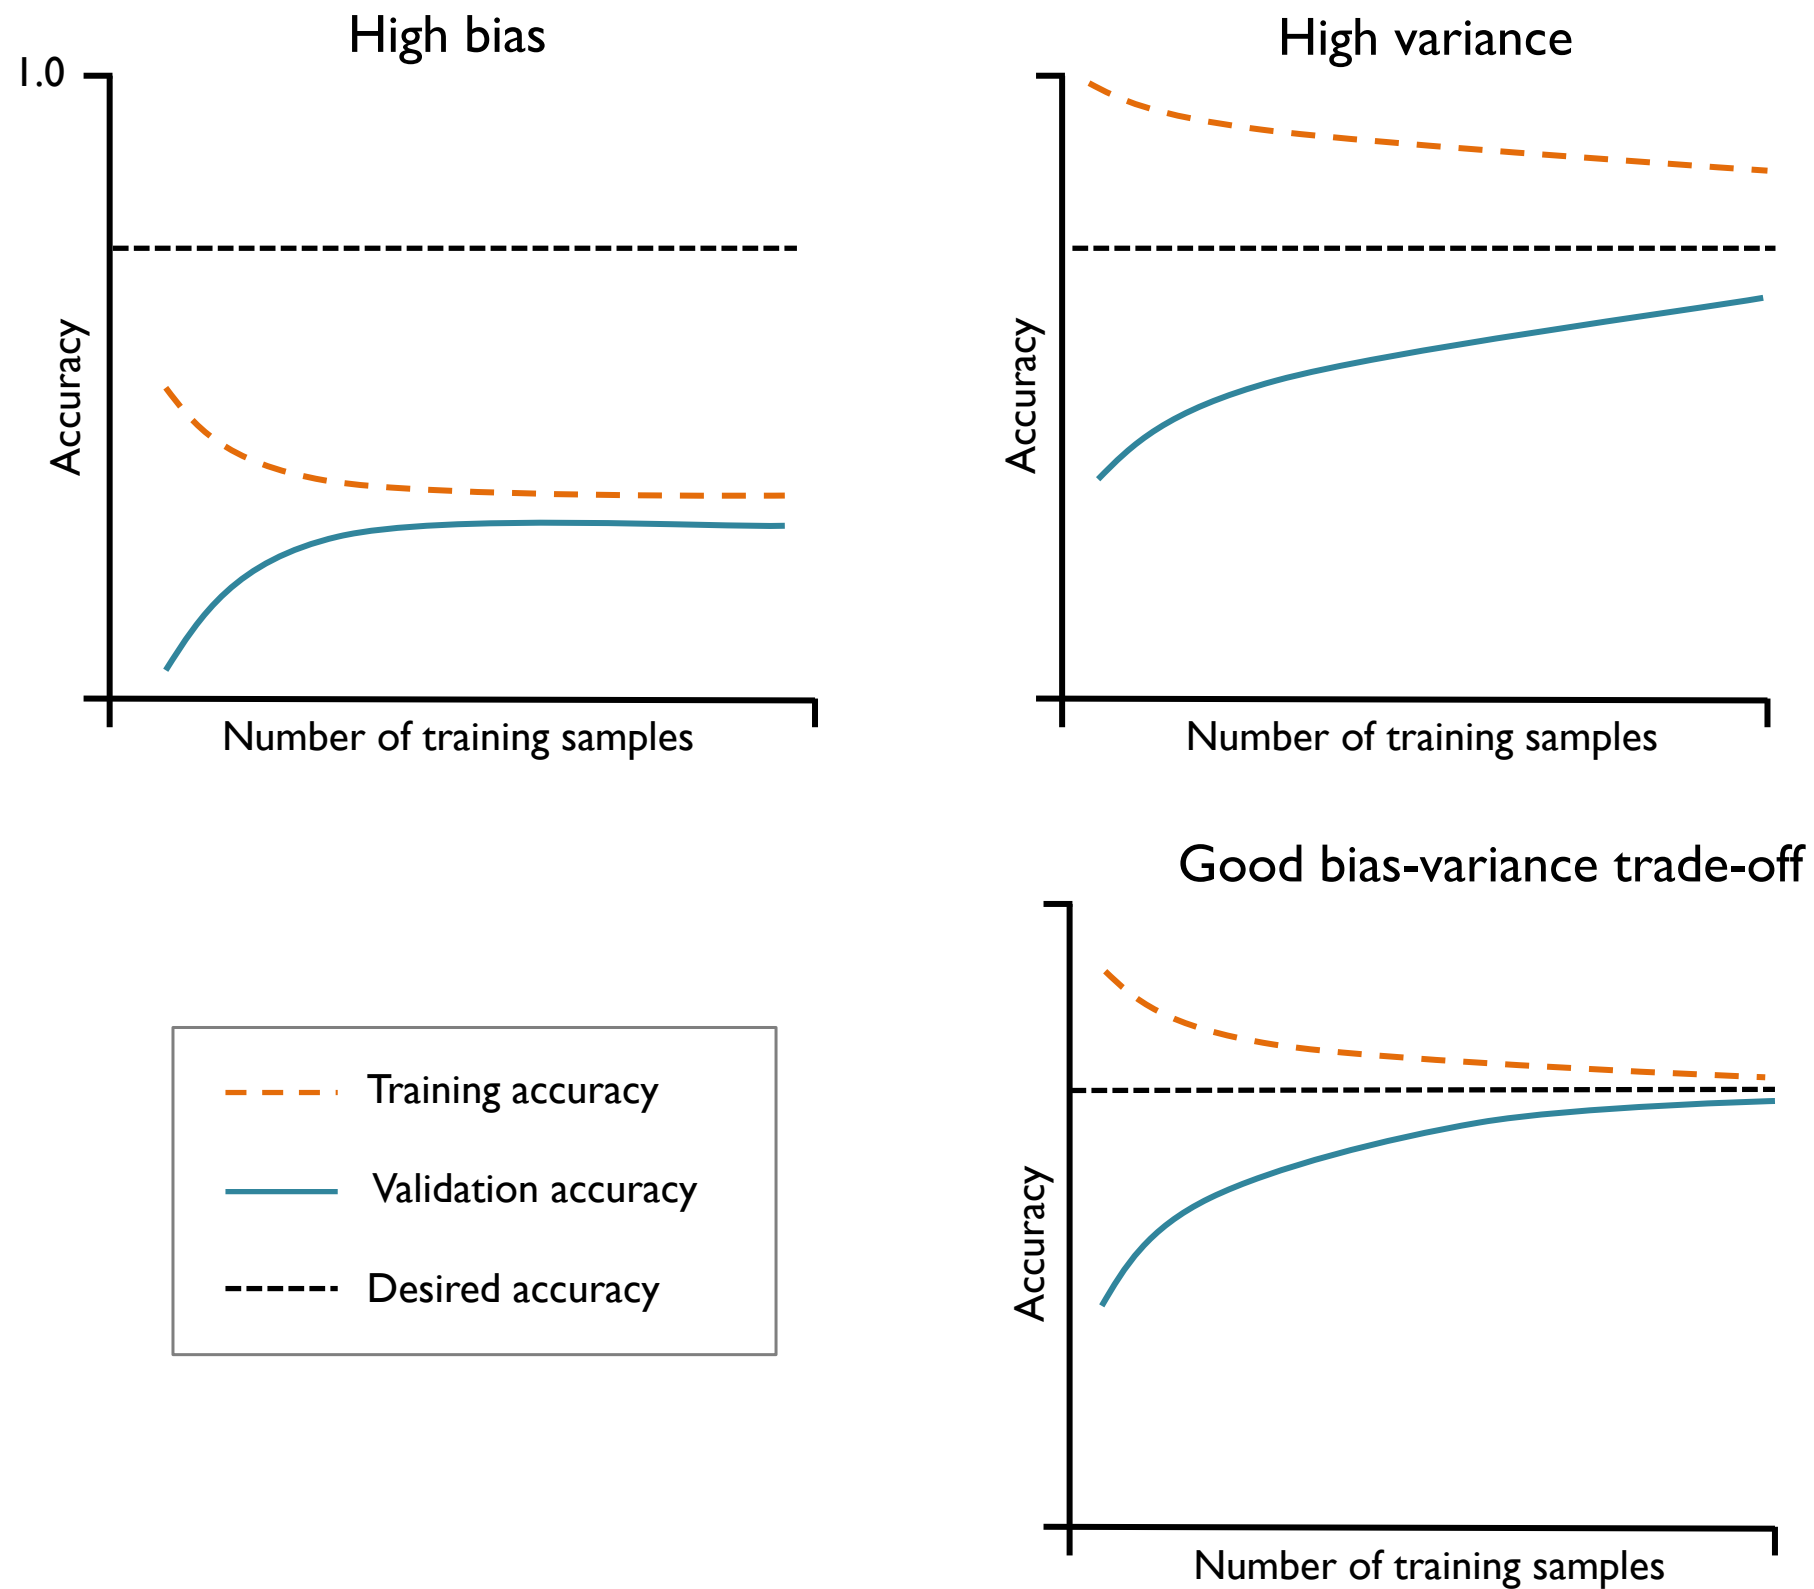 High bias
1.0
Accuracy
Number of training samples
High variance
Accuracy
Number of training samples
Good bias-variance trade-off
Accuracy
Number of training samples
Training accuracy
Validation accuracy
Desired accuracy